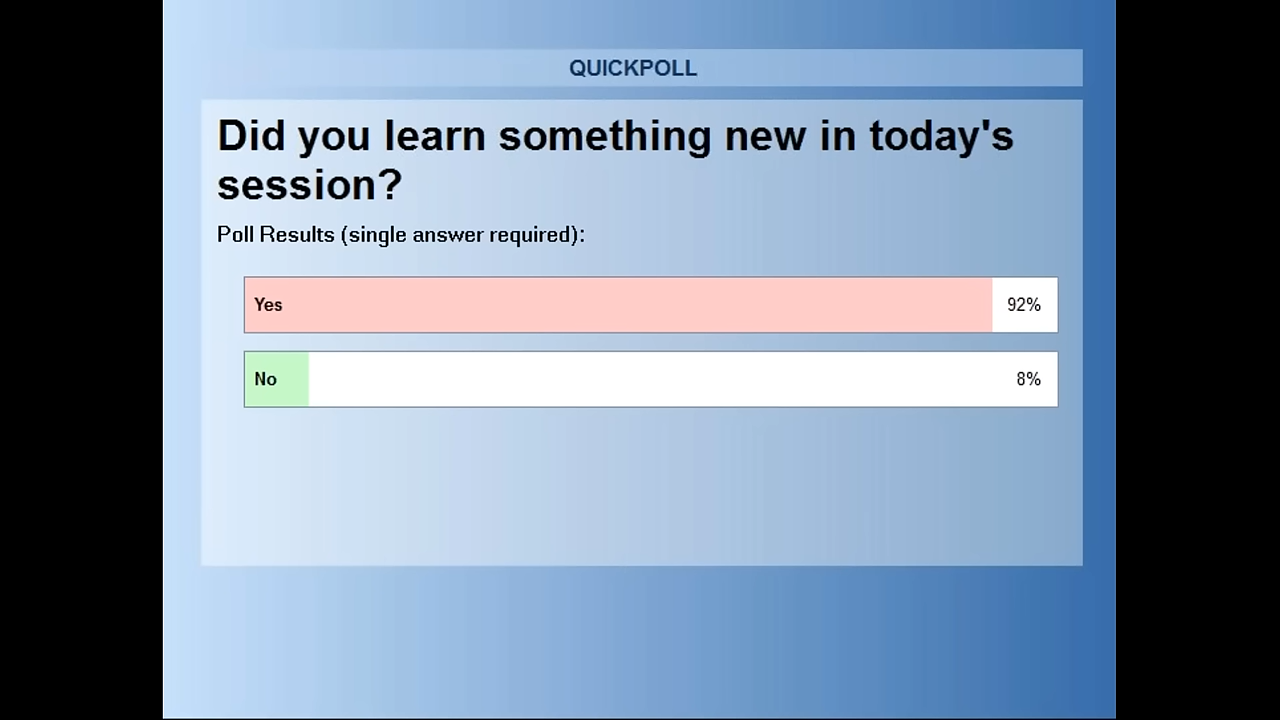 QUICKPOLL
Did you learn something new in today's
session?
Poll Results (single answer required):
Yes 92%
No 8%